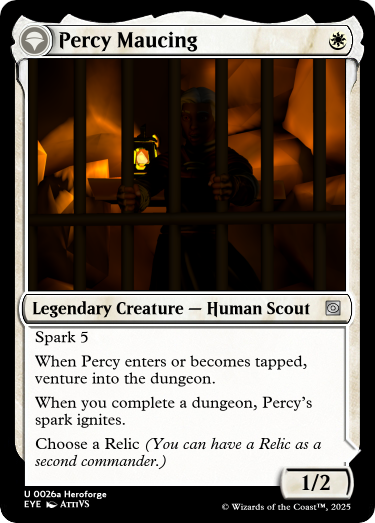 Percy Maucing
Legendary Creature — Human Scout
Spark 5
When Percy enters or becomes tapped,
venture into the dungeon.
When you complete a dungeon, Percy's
spark ignites.
Choose a Relic (You can have a Relic as a
second commander.)
1/2
U 0026a Heroforge
EYE AttiVS
© Wizards of the Coast™, 2025